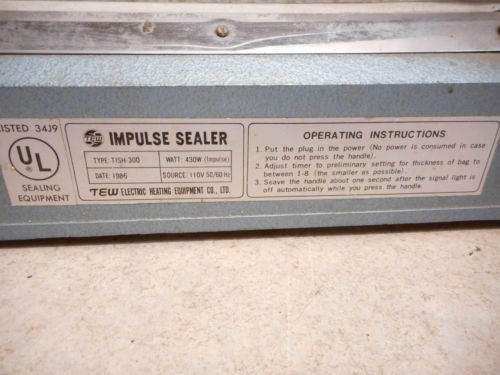 LISTED 34J9
UL
SEALING
EQUIPMENT
TEW IMPULSE SEALER
TYPE: TISH-300 WATT: 430W (Impulse)
DATE: 1986 SOURCE: 110V 50/60 Hz
TEW ELECTRIC HEATING EQUIPMENT CO., LTD.
OPERATING INSTRUCTIONS
1. Put the plug in the power (No power is consumed in case
you do not press the handle).
2. Adjust timer to preliminary setting for thickness of bag to
between 1-8 (the smaller as possible).
3. Seave the handle about one second after the signal light is
off automatically while you press the handle.